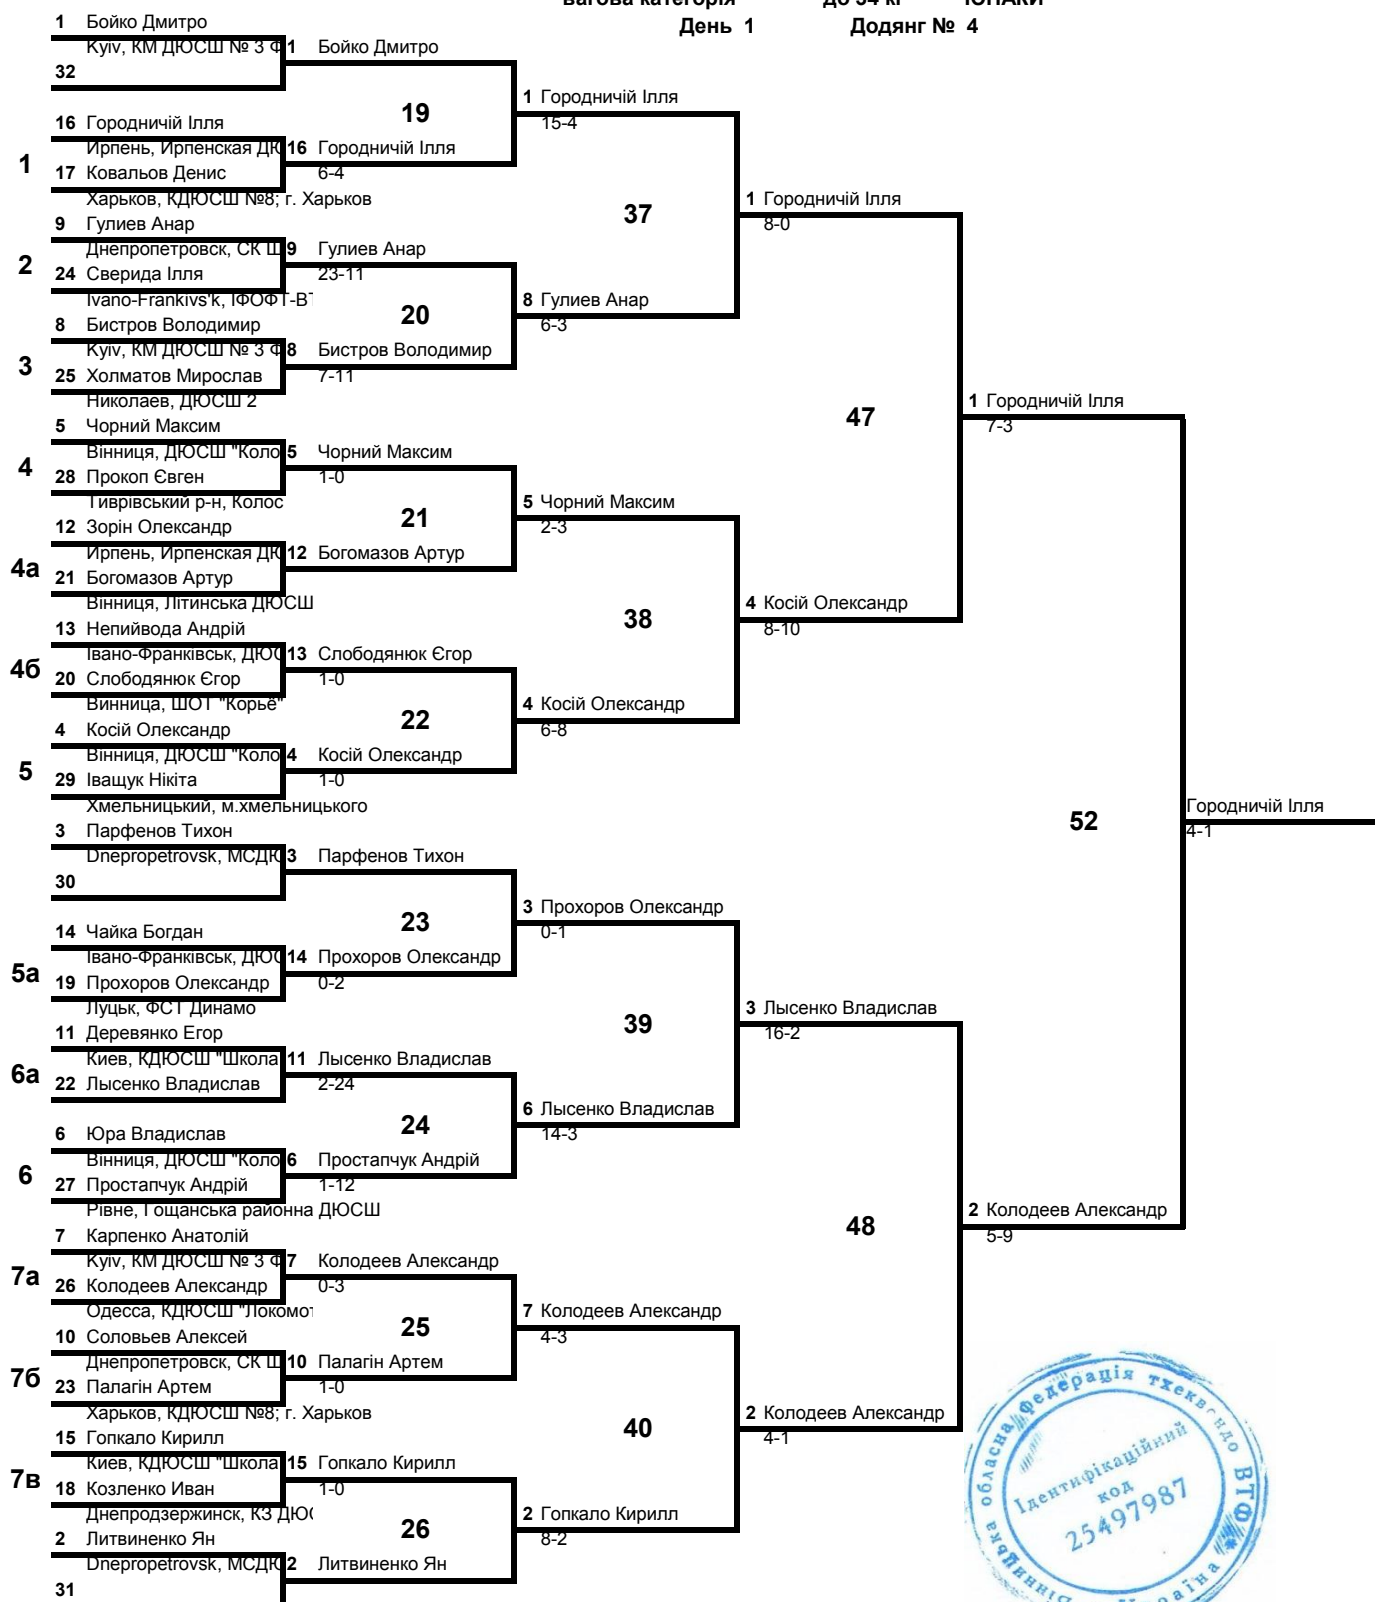 вагова категорія до 34 кг ЮНАКИ
День 1 Додянг № 4
1 Бойко Дмитро
Kyiv, КМ ДЮСШ № 3 Ф
32
16 Городничій Ілля
Ирпень, Ирпенская ДЮ
1
17 Ковальов Денис
Харьков, КДЮСШ №8; г. Харьков
9 Гулиев Анар
Днепропетровск, СК Ш
2
24 Сверида Ілля
Ivano-Frankivs'k, ІФОФТ-ВТ
8 Бистров Володимир
Kyiv, КМ ДЮСШ № 3 Ф
3
25 Холматов Мирослав
Николаев, ДЮСШ 2
5 Чорний Максим
Вінниця, ДЮСШ "Коло
4
28 Прокоп Євген
Тиврівський р-н, Колос
12 Зорін Олександр
Ирпень, Ирпенская ДЮ
4а
21 Богомазов Артур
Вінниця, Літинська ДЮСШ
13 Непийвода Андрій
Івано-Франківськ, ДЮС
4б
20 Слободянюк Єгор
Винница, ШОТ "Корьё"
4 Косій Олександр
Вінниця, ДЮСШ "Коло
5
29 Іващук Нікіта
Хмельницький, м.хмельницького
3 Парфенов Тихон
Dnepropetrovsk, МСДЮ
30
14 Чайка Богдан
Івано-Франківськ, ДЮС
5а
19 Прохоров Олександр
Луцьк, ФСТ Динамо
11 Деревянко Егор
Киев, КДЮСШ "Школа
6а
22 Лысенко Владислав
6 Юра Владислав
Вінниця, ДЮСШ "Коло
6
27 Простапчук Андрій
Рівне, Гощанська районна ДЮСШ
7 Карпенко Анатолій
Kyiv, КМ ДЮСШ № 3 Ф
7а
26 Колодеев Александр
Одесса, КДЮСШ "Локомот
10 Соловьев Алексей
Днепропетровск, СК Ш
7б
23 Палагін Артем
Харьков, КДЮСШ №8; г. Харьков
15 Гопкало Кирилл
Киев, КДЮСШ "Школа
7в
18 Козленко Иван
Днепродзержинск, КЗ ДЮС
2 Литвиненко Ян
Dnepropetrovsk, МСДЮ
31
1 Бойко Дмитро
19
16 Городничій Ілля
6-4
9 Гулиев Анар
23-11
20
8 Бистров Володимир
7-11
5 Чорний Максим
1-0
21
12 Богомазов Артур
13 Слободянюк Єгор
1-0
22
4 Косій Олександр
1-0
3 Парфенов Тихон
23
14 Прохоров Олександр
0-2
11 Лысенко Владислав
2-24
24
6 Простапчук Андрій
1-12
7 Колодеев Александр
0-3
25
10 Палагін Артем
1-0
15 Гопкало Кирилл
1-0
26
2 Литвиненко Ян
1 Городничій Ілля
15-4
37
8 Гулиев Анар
6-3
5 Чорний Максим
2-3
38
4 Косій Олександр
6-8
3 Прохоров Олександр
0-1
39
6 Лысенко Владислав
14-3
7 Колодеев Александр
4-3
40
2 Гопкало Кирилл
8-2
1 Городничій Ілля
8-0
47
4 Косій Олександр
8-10
3 Лысенко Владислав
16-2
48
2 Колодеев Александр
4-1
1 Городничій Ілля
7-3
52
2 Колодеев Александр
5-9
Городничій Ілля
4-1
обласна Федерація тхеквондо ВТФ
Ідентифікаційний
код
25497987